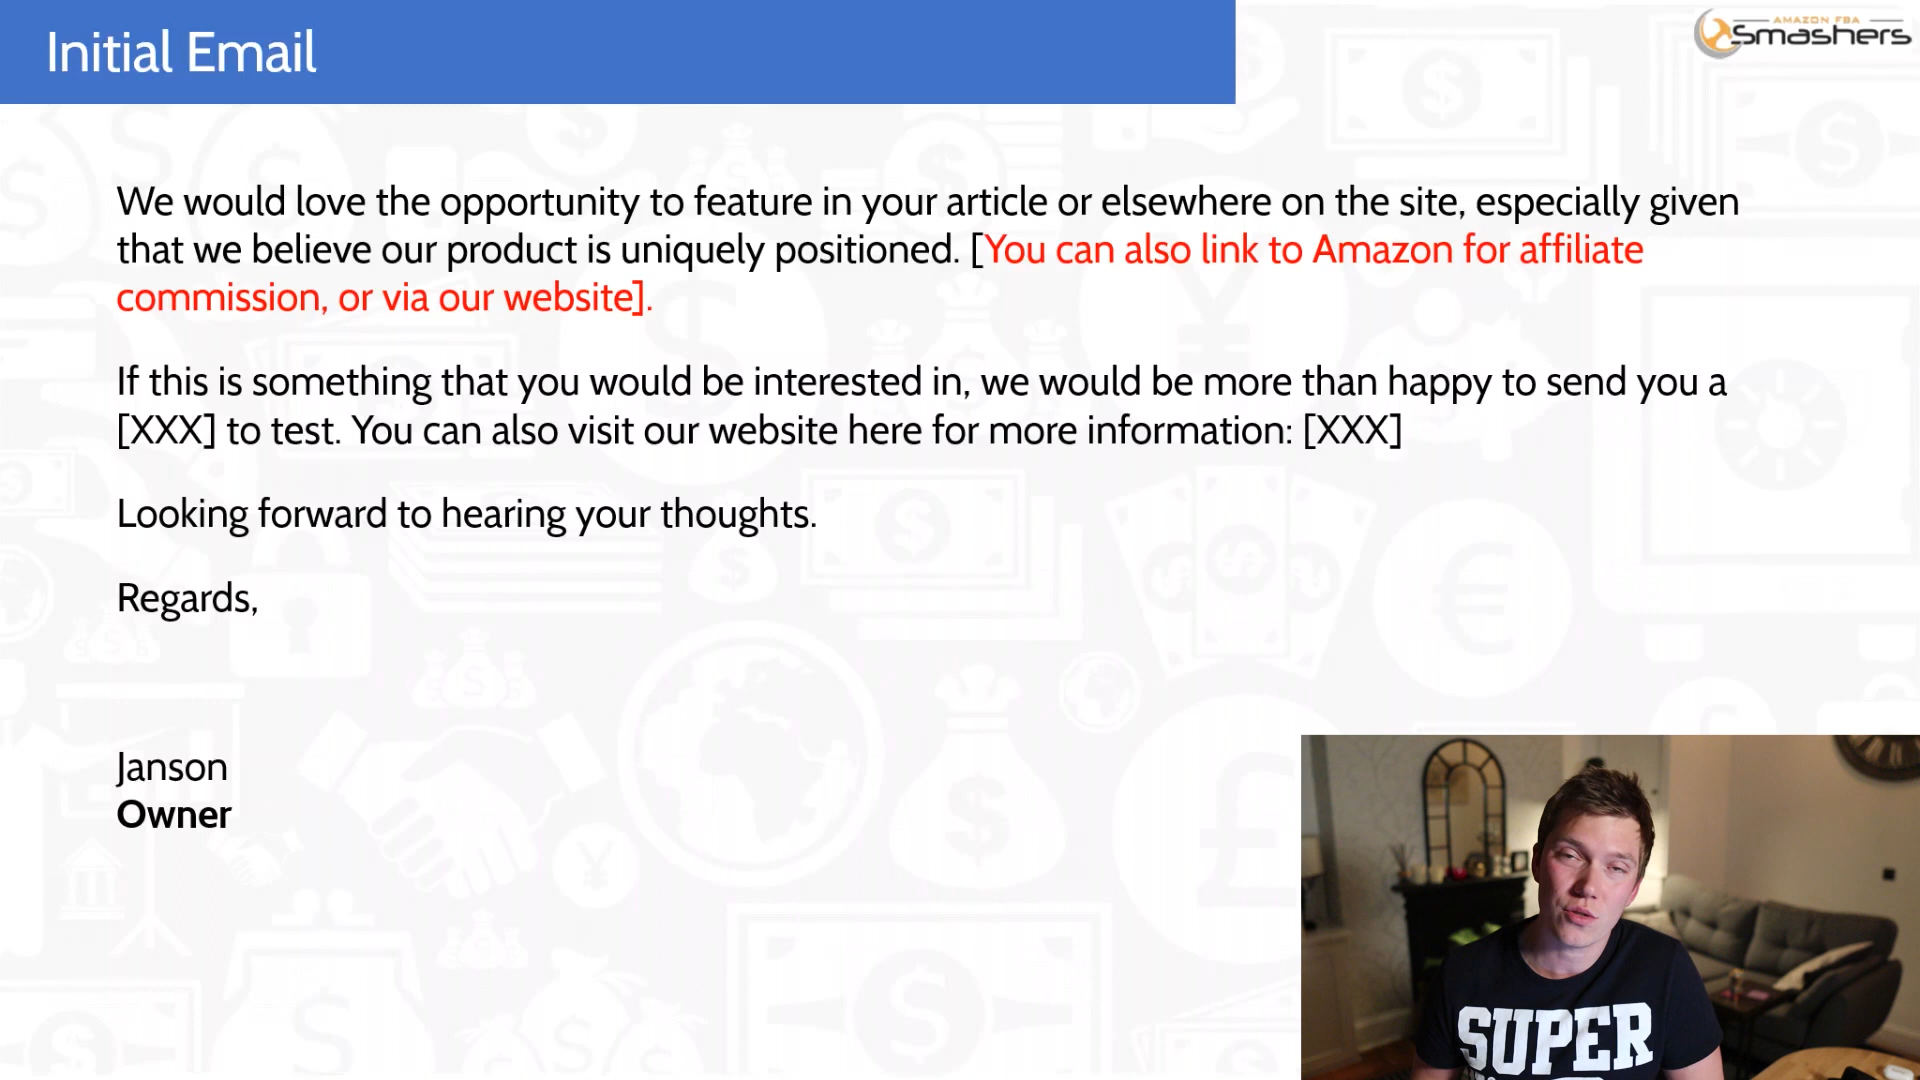 Initial Email
AMAZON FBA
Smashers
We would love the opportunity to feature in your article or elsewhere on the site, especially given
that we believe our product is uniquely positioned. [You can also link to Amazon for affiliate
commission, or via our website].
If this is something that you would be interested in, we would be more than happy to send you a
[XXX] to test. You can also visit our website here for more information: [XXX]
Looking forward to hearing your thoughts.
Regards,
Janson
Owner
SUPER